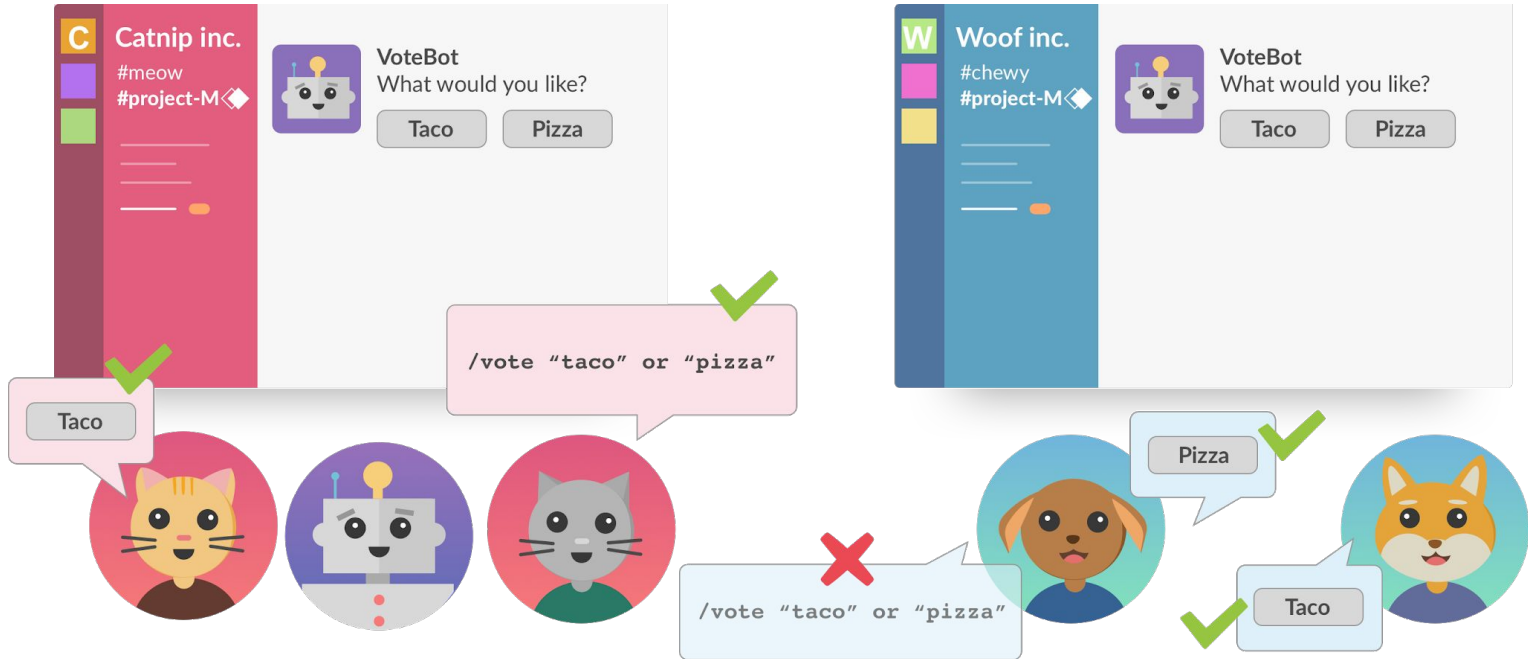 C
Catnip inc.
#meow
#project-M
VoteBot
What would you like?
Taco
Pizza
W
Woof inc.
#chewy
#project-M
VoteBot
What would you like?
Taco
Pizza
/vote “taco” or “pizza”
Taco
Pizza
/vote “taco” or “pizza”
Taco